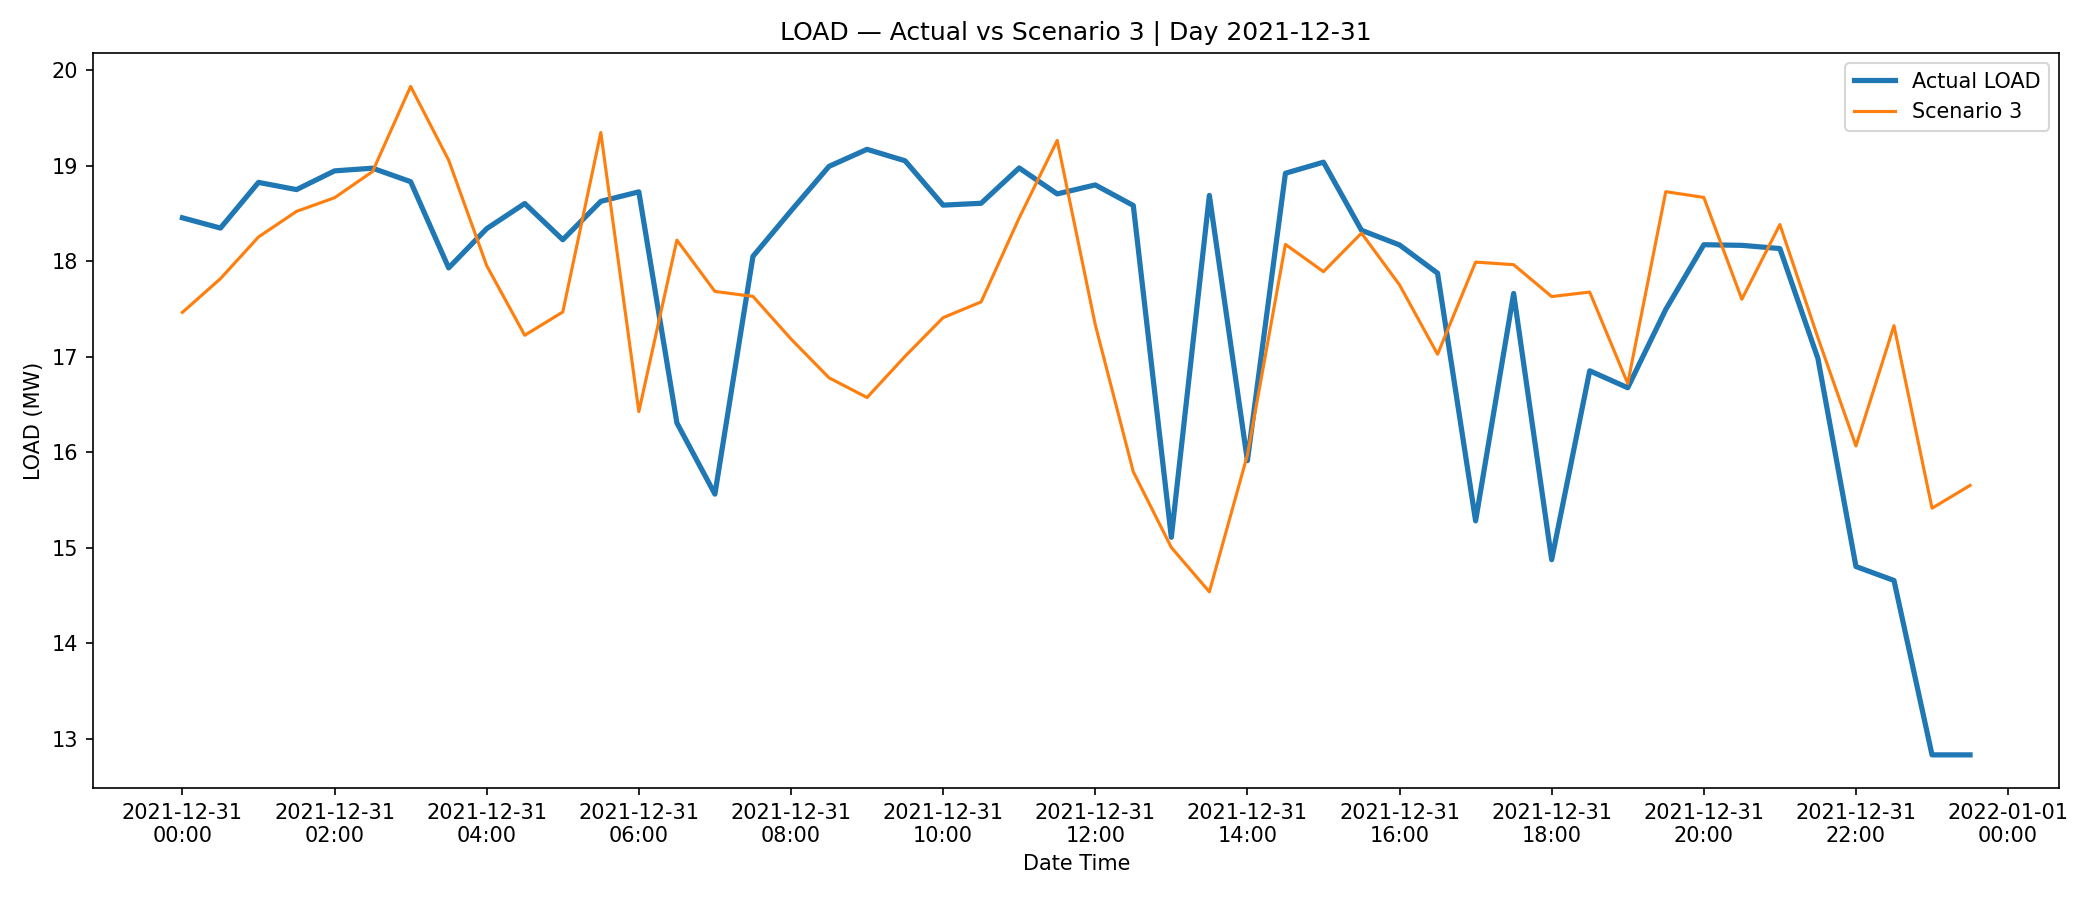 LOAD — Actual vs Scenario 3 | Day 2021-12-31
Actual LOAD
Scenario 3
LOAD (MW)
20
19
18
17
16
15
14
13
2021-12-31 2021-12-31 2021-12-31 2021-12-31 2021-12-31 2021-12-31 2021-12-31 2021-12-31 2021-12-31 2021-12-31 2021-12-31 2021-12-31 2022-01-01
00:00 02:00 04:00 06:00 08:00 10:00 12:00 14:00 16:00 18:00 20:00 22:00 00:00
Date Time